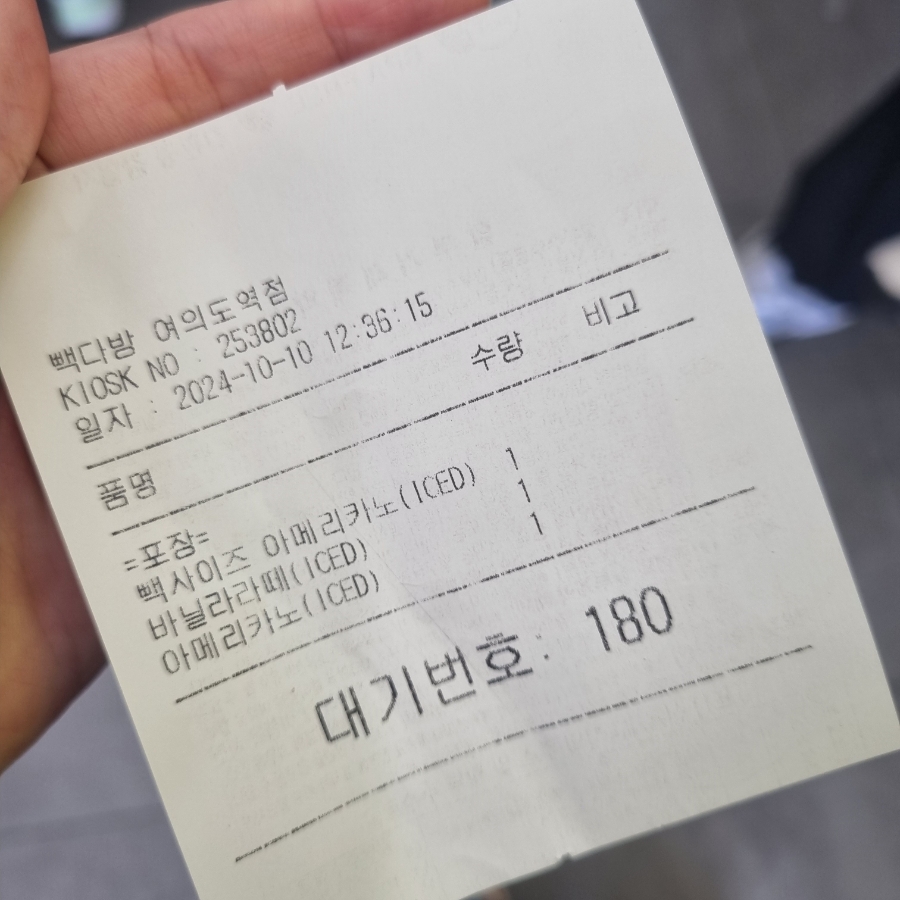 빽다방 여의도역점
KIOSK NO : 253802
일자 : 2024-10-10 12:36:15
품명 수량 비고
=포장=
빽사이즈 아메리카노(ICED) 1
바닐라라떼(ICED) 1
아메리카노(ICED) 1
대기번호: 180